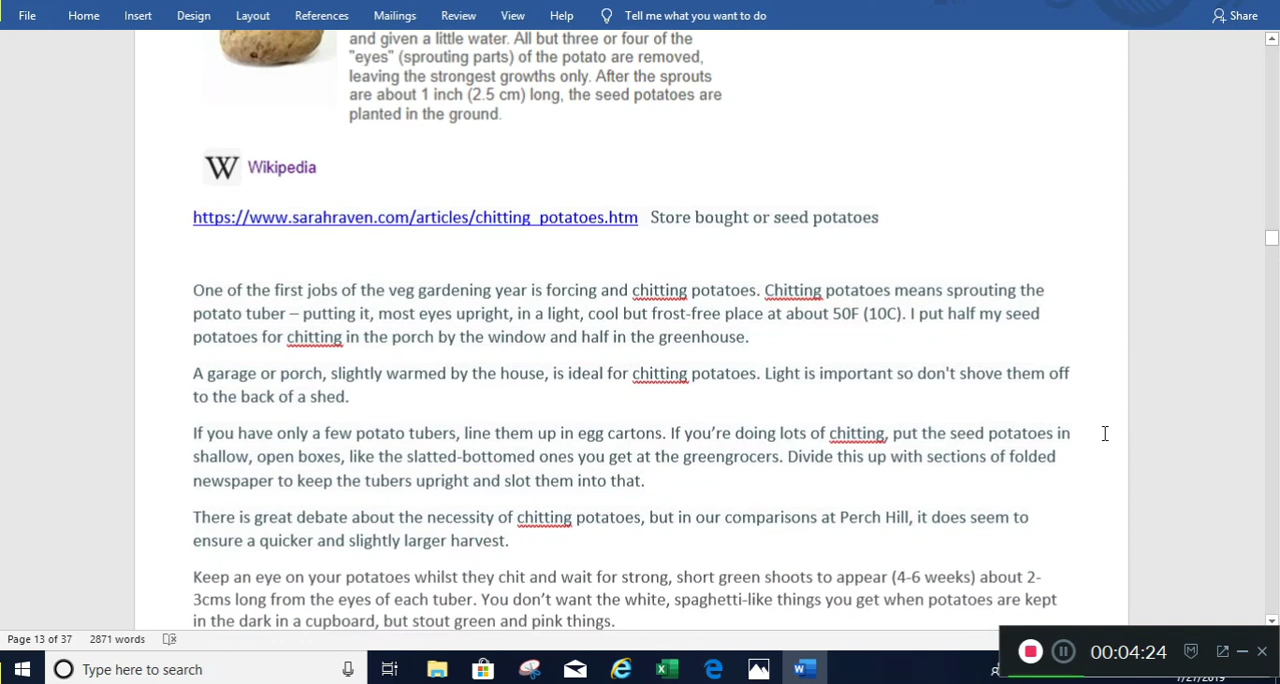 File Home Insert Design Layout References Mailings Review View Help Tell me what you want to do Share
and given a little water. All but three or four of the
"eyes" (sprouting parts) of the potato are removed,
leaving the strongest growths only. After the sprouts
are about 1 inch (2.5 cm) long, the seed potatoes are
planted in the ground.
W Wikipedia
https://www.sarahraven.com/articles/chitting_potatoes.htm Store bought or seed potatoes
One of the first jobs of the veg gardening year is forcing and chitting potatoes. Chitting potatoes means sprouting the
potato tuber – putting it, most eyes upright, in a light, cool but frost-free place at about 50F (10C). I put half my seed
potatoes for chitting in the porch by the window and half in the greenhouse.
A garage or porch, slightly warmed by the house, is ideal for chitting potatoes. Light is important so don't shove them off
to the back of a shed.
If you have only a few potato tubers, line them up in egg cartons. If you’re doing lots of chitting, put the seed potatoes in
shallow, open boxes, like the slatted-bottomed ones you get at the greengrocers. Divide this up with sections of folded
newspaper to keep the tubers upright and slot them into that.
There is great debate about the necessity of chitting potatoes, but in our comparisons at Perch Hill, it does seem to
ensure a quicker and slightly larger harvest.
Keep an eye on your potatoes whilst they chit and wait for strong, short green shoots to appear (4-6 weeks) about 2-
3cms long from the eyes of each tuber. You don’t want the white, spaghetti-like things you get when potatoes are kept
in the dark in a cupboard, but stout green and pink things.
Page 13 of 37 2871 words
00:04:24
Type here to search
7/27/2019